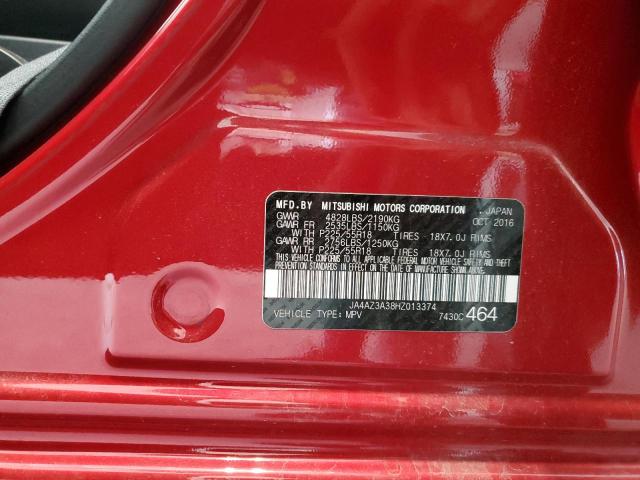 MFD.BY MITSUBISHI MOTORS CORPORATION , JAPAN
GVWR 4828LBS/2190KG OCT 2016
GAWR FR 2535LBS/1150KG
WITH P225/55R18 TIRES 18X7.0J RIMS
GAWR RR 2756LBS/1250KG
WITH P225/55R18 TIRES 18X7.0J RIMS
THIS VEHICLE CONFORMS TO ALL APPLICABLE FEDERAL MOTOR VEHICLE SAFETY AND THEFT
PREVENTION STANDARDS IN EFFECT ON THE DATE OF MANUFACTURE SHOWN ABOVE.
JA4AZ3A38HZ013374
VEHICLE TYPE: MPV 7430C 464